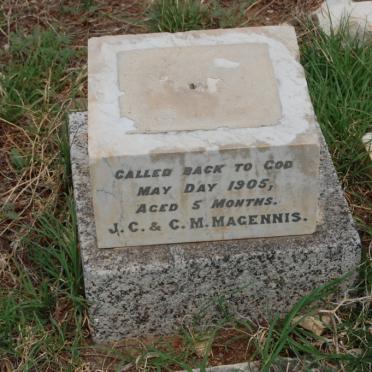 CALLED BACK TO GOD
MAY DAY 1905,
AGED 5 MONTHS.
J. C. & C. M. MAGENNIS.